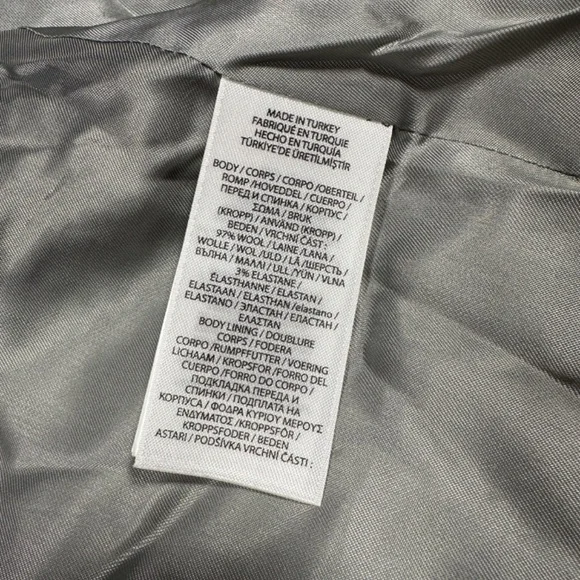 MADE IN TURKEY
FABRIQUÉ EN TURQUIE
HECHO EN TURQUÍA
TÜRKİYE'DE ÜRETİLMİŞTİR
BODY / CORPS / CORPO /OBERTEIL /
ROMP /HOVEDDEL / CUERPO /
ПЕРЕД И СПИНКА / КОРПУС /
ΣΩΜΑ / BRUK
(KROPP) / ANVÄND (KROPP) /
BEDEN / VRCHNÍ ČÁST :
97% WOOL / LAINE /LANA /
WOLLE / WOL /ULD / LÃ /ШЕРСТЬ /
ВЪЛНА / ΜΑΛΛΙ / ULL /YÜN / VLNA
3% ELASTANE /
ÉLASTHANNE / ELASTAN /
ELASTAAN / ELASTHAN /elastano /
ELASTANO / ЭЛАСТАН / ЕЛАСТАН /
ΕΛΑΣΤΑΝ
BODY LINING / DOUBLURE
CORPS / FODERA
CORPO /RUMPFFUTTER / VOERING
LICHAAM / KROPSFOR /FORRO DEL
CUERPO /FORRO DO CORPO /
ПОДКЛАДКА ПЕРЕДА И
СПИНКИ / ПОДПЛАТА НА
КОРПУСА / ΦΟΔΡΑ ΚΥΡΙΟΥ ΜΕΡΟΥΣ
ΕΝΔΥΜΑΤΟΣ / KROPPSFÔR /
KROPPSFODER / BEDEN
ASTARI / PODŠÍVKA VRCHNÍ ČÁSTI :